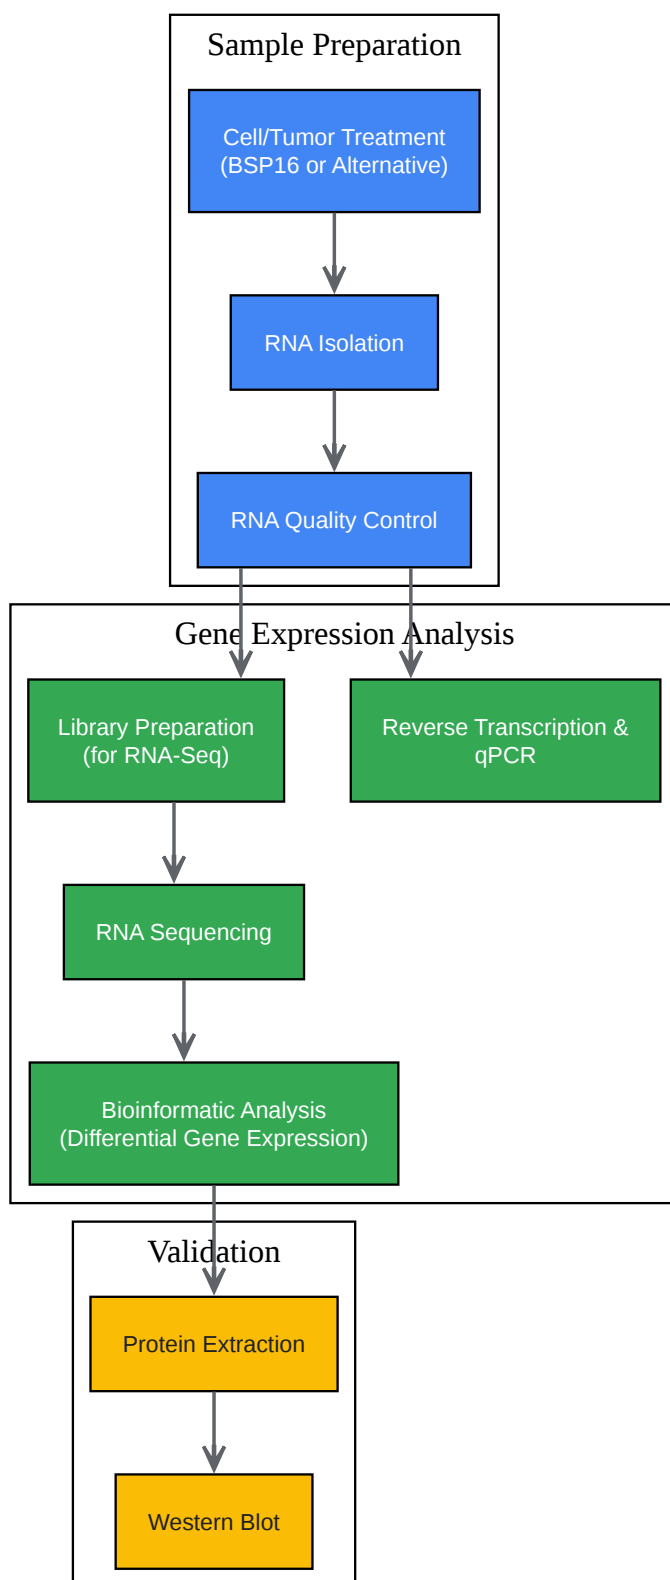 Sample Preparation
Cell/Tumor Treatment
(BSP16 or Alternative)
RNA Isolation
RNA Quality Control
Gene Expression Analysis
Library Preparation
(for RNA-Seq)
Reverse Transcription &
qPCR
RNA Sequencing
Bioinformatic Analysis
(Differential Gene Expression)
Validation
Protein Extraction
Western Blot